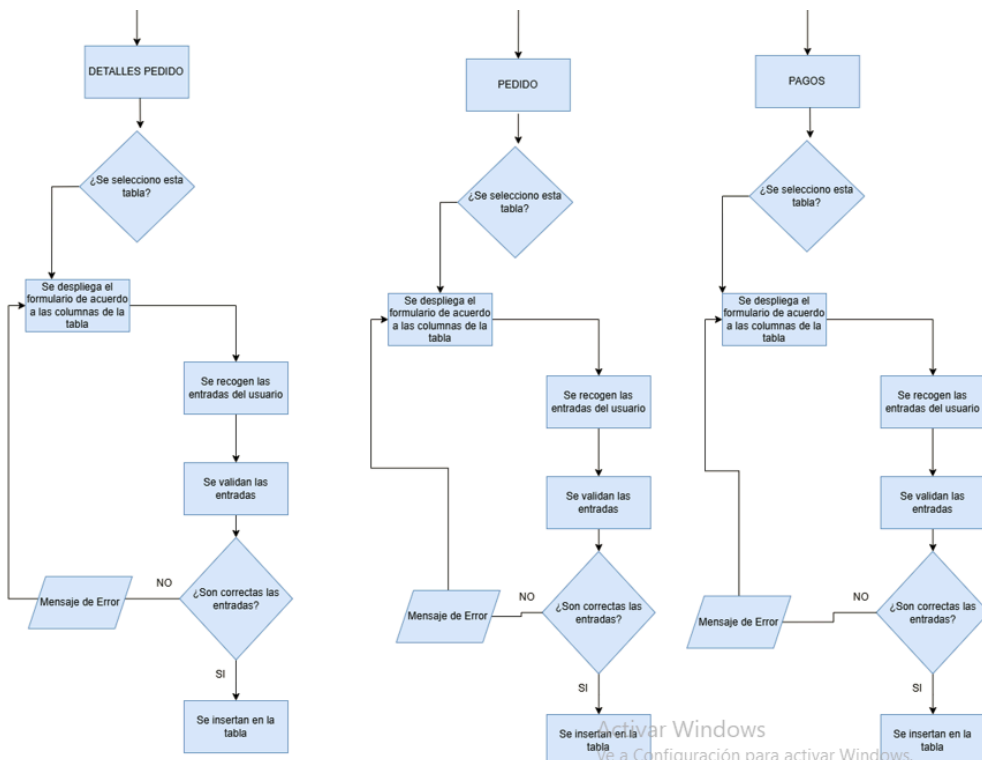 DETALLES PEDIDO
¿Se selecciono esta
tabla?
Se despliega el
formulario de acuerdo
a las columnas de la
tabla
Se recogen las
entradas del usuario
Se validan las
entradas
¿Son correctas las
entradas?
NO
Mensaje de Error
SI
Se insertan en la
tabla
PEDIDO
¿Se selecciono esta
tabla?
Se despliega el
formulario de acuerdo
a las columnas de la
tabla
Se recogen las
entradas del usuario
Se validan las
entradas
¿Son correctas las
entradas?
NO
Mensaje de Error
SI
Se insertan en la
tabla
PAGOS
¿Se selecciono esta
tabla?
Se despliega el
formulario de acuerdo
a las columnas de la
tabla
Se recogen las
entradas del usuario
Se validan las
entradas
¿Son correctas las
entradas?
NO
Mensaje de Error
SI
Se insertan en la
tabla
Activar Windows
Ve a Configuración para activar Windows.